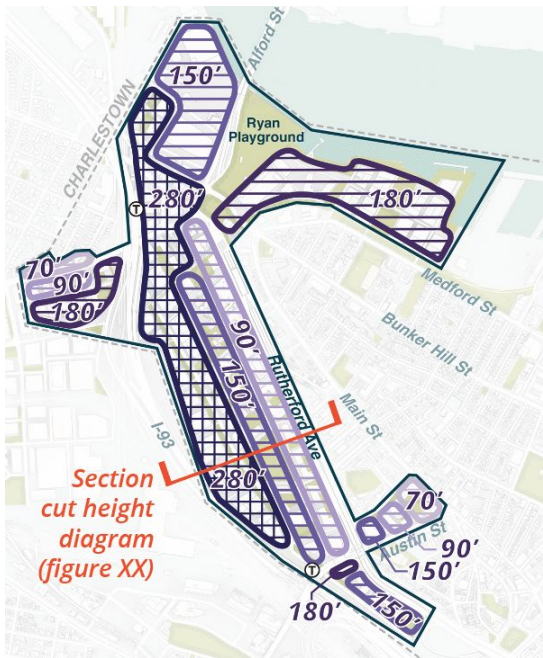 Alford St
150'
CHARLESTOWN
Ryan
Playground
280'
180'
T
70'
90'
180'
Medford St
Bunker Hill St
90'
150'
Rutherford Ave
Main St
I-93
Section
cut height
diagram
(figure XX)
280'
70'
Austin St
90'
150'
T
180'
150'